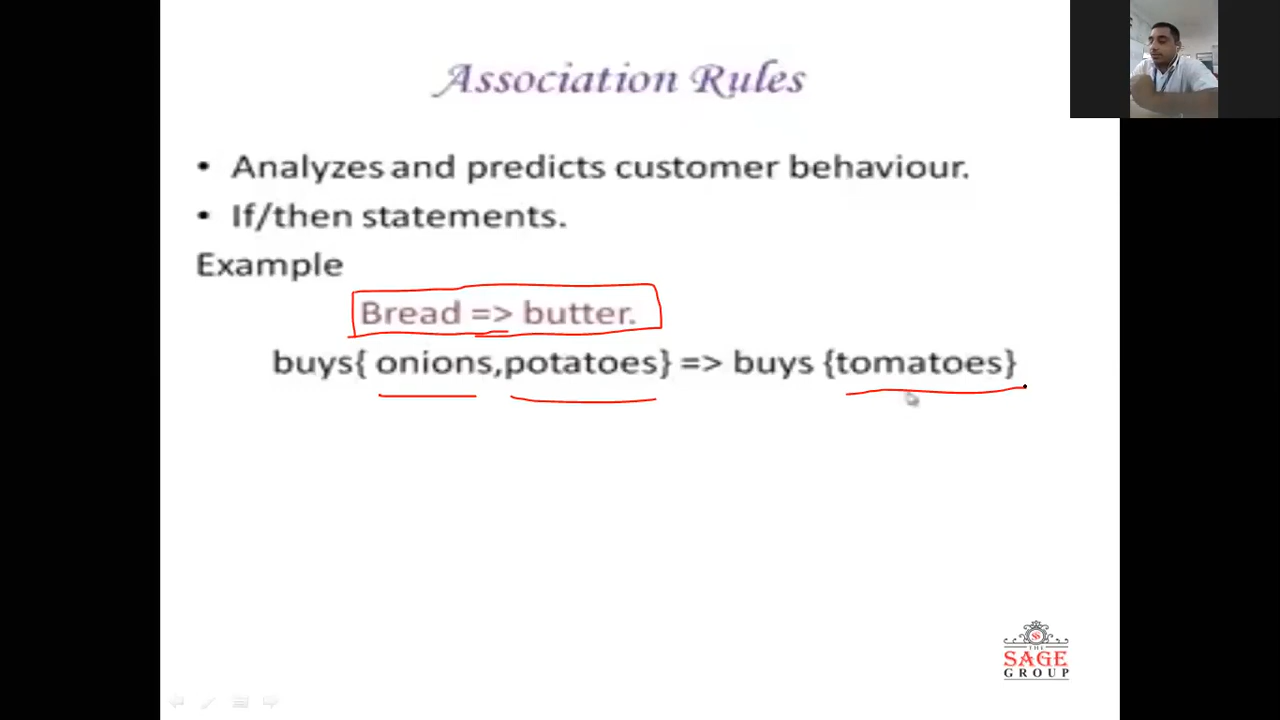 Association Rules
• Analyzes and predicts customer behaviour.
• If/then statements.
Example
Bread => butter.
buys{ onions,potatoes} => buys {tomatoes}
THE
SAGE
GROUP